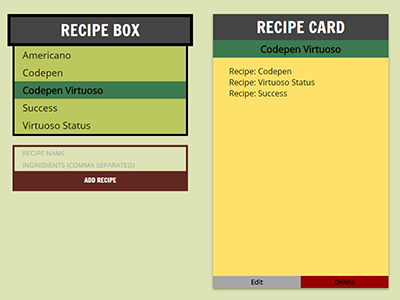 RECIPE BOX
Americano
Codepen
Codepen Virtuoso
Success
Virtuoso Status
RECIPE NAME
INGREDIENTS (COMMA SEPARATED)
ADD RECIPE
RECIPE CARD
Codepen Virtuoso
Recipe: Codepen
Recipe: Virtuoso Status
Recipe: Success
Edit
Delete